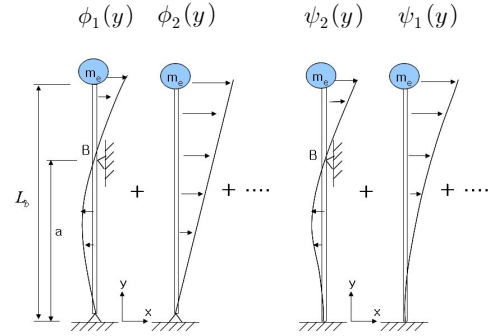 ϕ₁(y) ϕ₂(y) ψ₂(y) ψ₁(y)
mₑ mₑ mₑ mₑ
B B
+ + .... + + ....
L_b
a
y y
x x